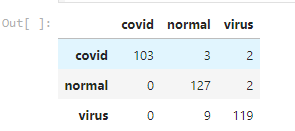 Out[ ]:
covid normal virus
covid 103 3 2
normal 0 127 2
virus 0 9 119